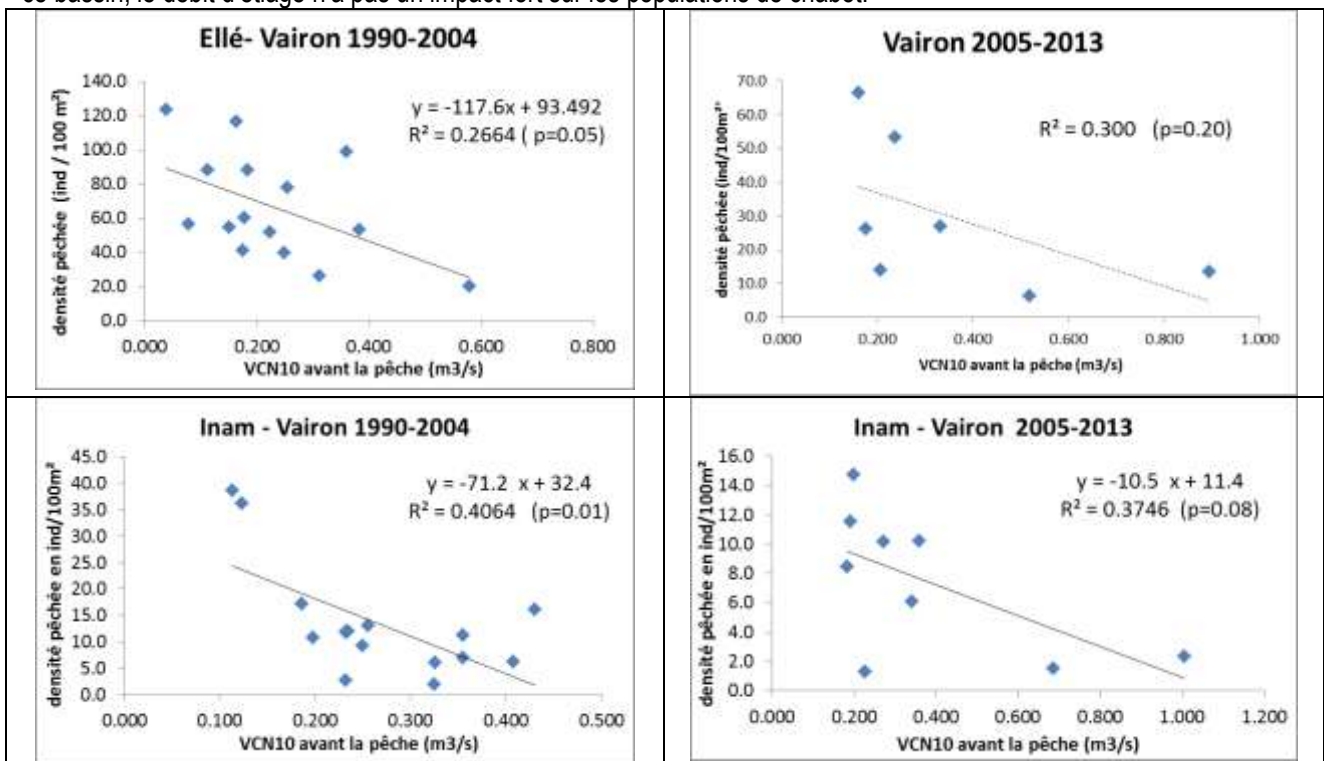 ce bassin, le débit d'étiage n'a pas un impact fort sur les populations de chabot.
Ellé- Vairon 1990-2004
y = -117.6x + 93.492
R² = 0.2664 ( p=0.05)
densité pêchée (ind / 100 m²)
140.0
120.0
100.0
80.0
60.0
40.0
20.0
0.0
0.000 0.200 0.400 0.600 0.800
VCN10 avant la pêche (m3/s)
Vairon 2005-2013
R² = 0.300 (p=0.20)
densité pêchée (ind/100m²
70.0
60.0
50.0
40.0
30.0
20.0
10.0
0.0
0.000 0.200 0.400 0.600 0.800 1.000
VCN10 avant la pêche (m3/s)
Inam - Vairon 1990-2004
y = -71.2 x + 32.4
R² = 0.4064 (p=0.01)
densité pêchée en ind/100m²
45.0
40.0
35.0
30.0
25.0
20.0
15.0
10.0
5.0
0.0
0.000 0.100 0.200 0.300 0.400 0.500
VCN10 avant la pêche (m3/s)
Inam - Vairon 2005-2013
y = -10.5 x + 11.4
R² = 0.3746 (p=0.08)
densité pêchée en ind/100m²
16.0
14.0
12.0
10.0
8.0
6.0
4.0
2.0
0.0
0.000 0.200 0.400 0.600 0.800 1.000 1.200
VCN10 avant la pêche (m3/s)